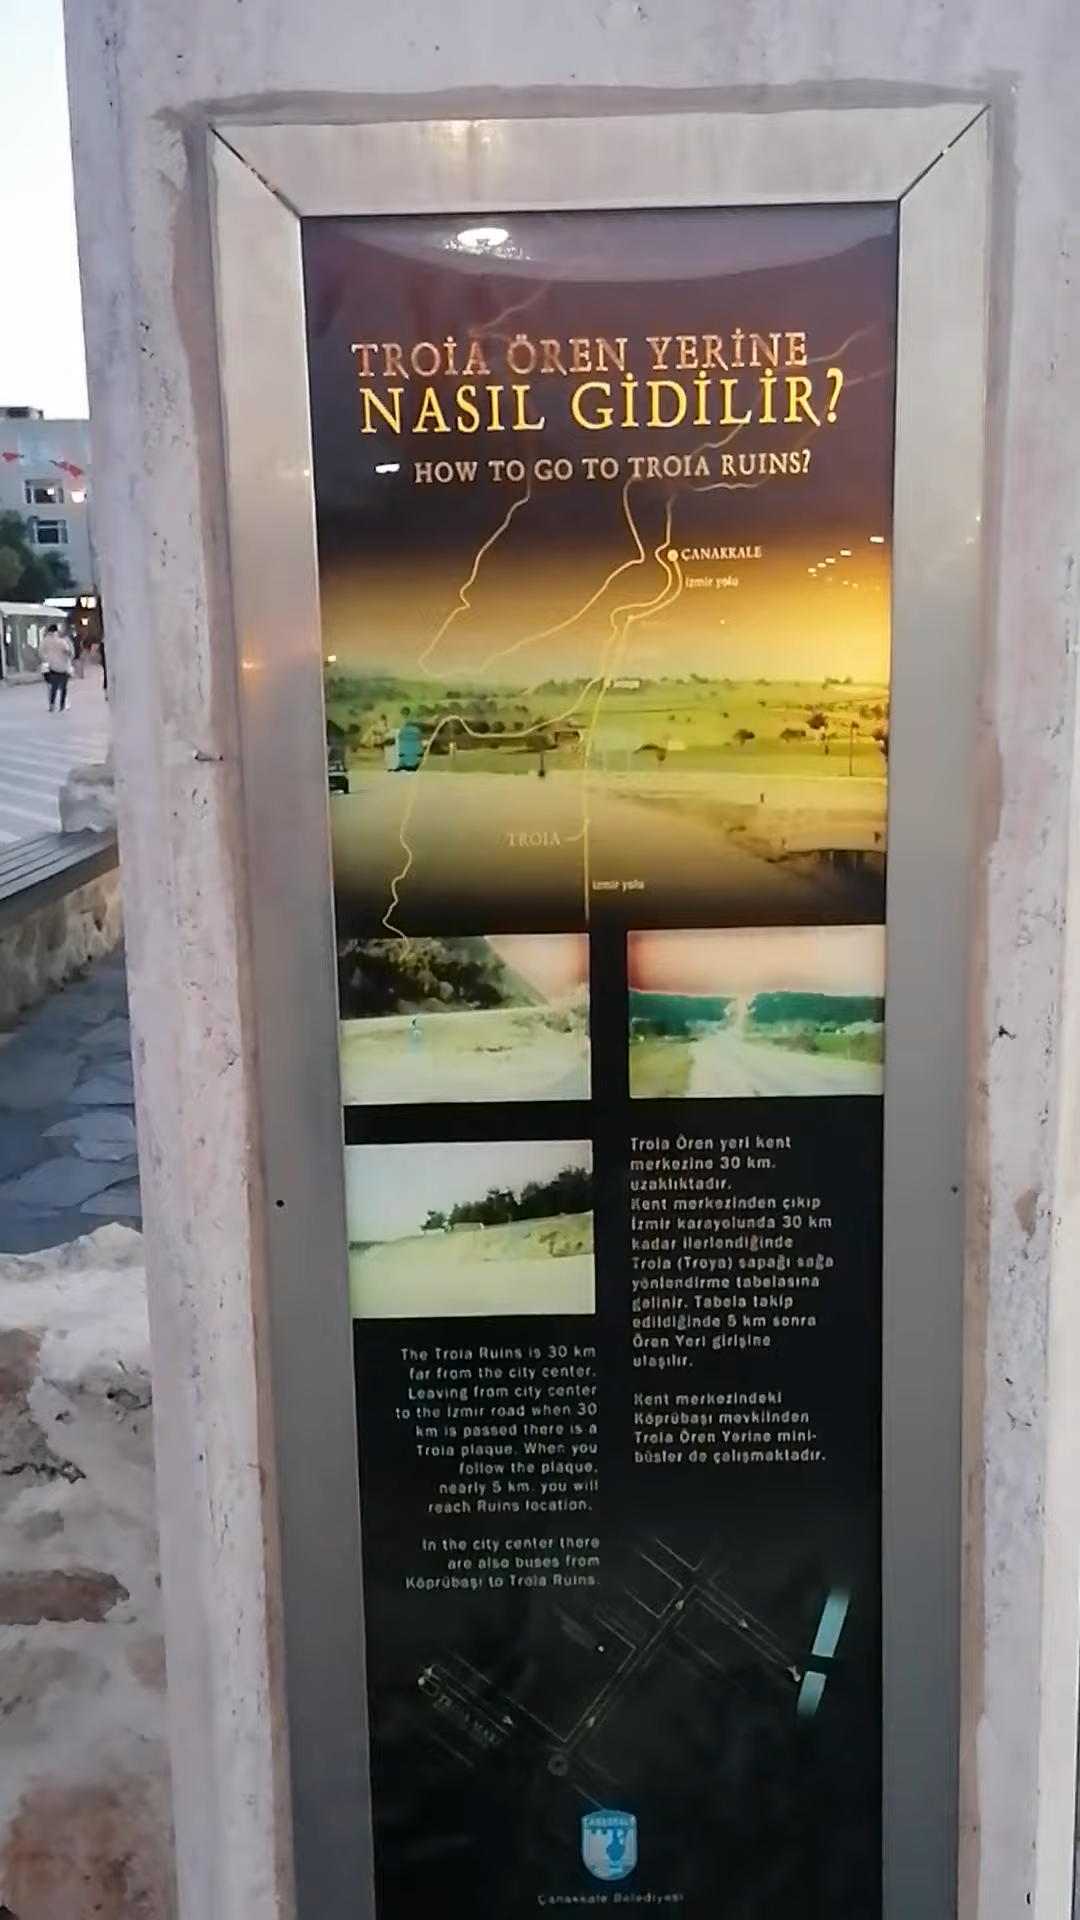 TROİA ÖREN YERİNE
NASIL GİDİLİR?
HOW TO GO TO TROIA RUINS?
ÇANAKKALE
izmir yolu
TROIA
izmir yolu
Troia Ören yeri kent
merkezine 30 km.
uzaklıktadır.
Kent merkezinden çıkıp
İzmir karayolunda 30 km
kadar ilerlendiğinde
Troia (Troya) sapağı sağa
yönlendirme tabelasına
gelinir. Tabela takip
edildiğinde 5 km sonra
Ören Yeri girişine
ulaşılır.
Kent merkezindeki
Köprübaşı mevkiinden
Troia Ören Yerine mini-
büsler de çalışmaktadır.
The Troia Ruins is 30 km
far from the city center.
Leaving from city center
to the İzmir road when 30
km is passed there is a
Troia plaque. When you
follow the plaque,
nearly 5 km. you will
reach Ruins location.
In the city center there
are also buses from
Köprübaşı to Troia Ruins.
ÇANAKKALE
Çanakkale Belediyesi